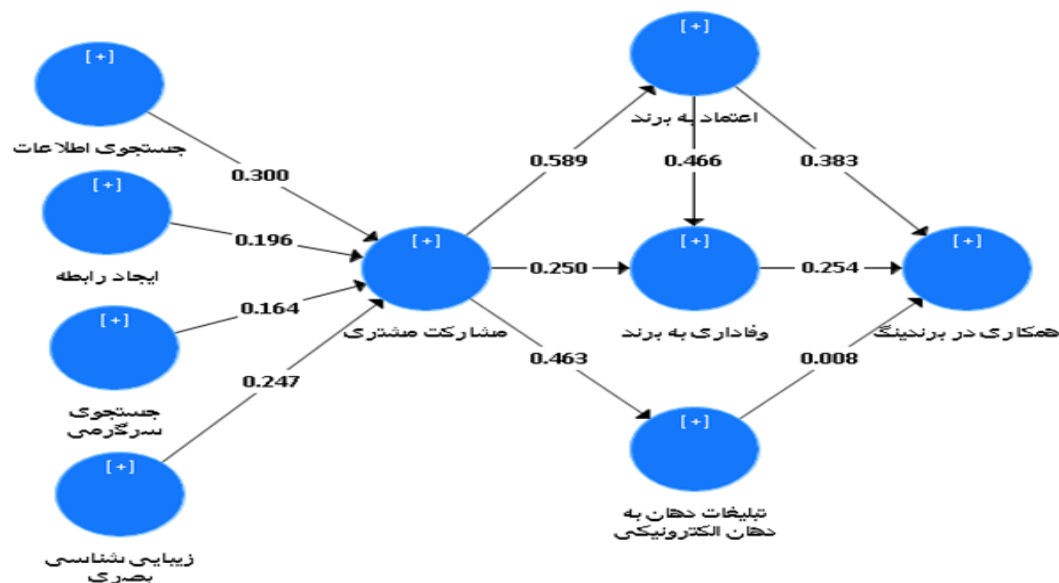 [+]
جستجوی اطلاعات
[+]
ایجاد رابطه
[+]
جستجوی
سرگرمی
[+]
زیبایی شناسی
بصری
0.300
0.196
0.164
0.247
[+]
مشارکت مشتری
0.589
0.250
0.463
[+]
اعتماد به برند
0.466
[+]
وفاداری به برند
[+]
تبلیغات دهان به
دهان الکترونیکی
0.383
0.254
0.008
[+]
همکاری در برندینگ